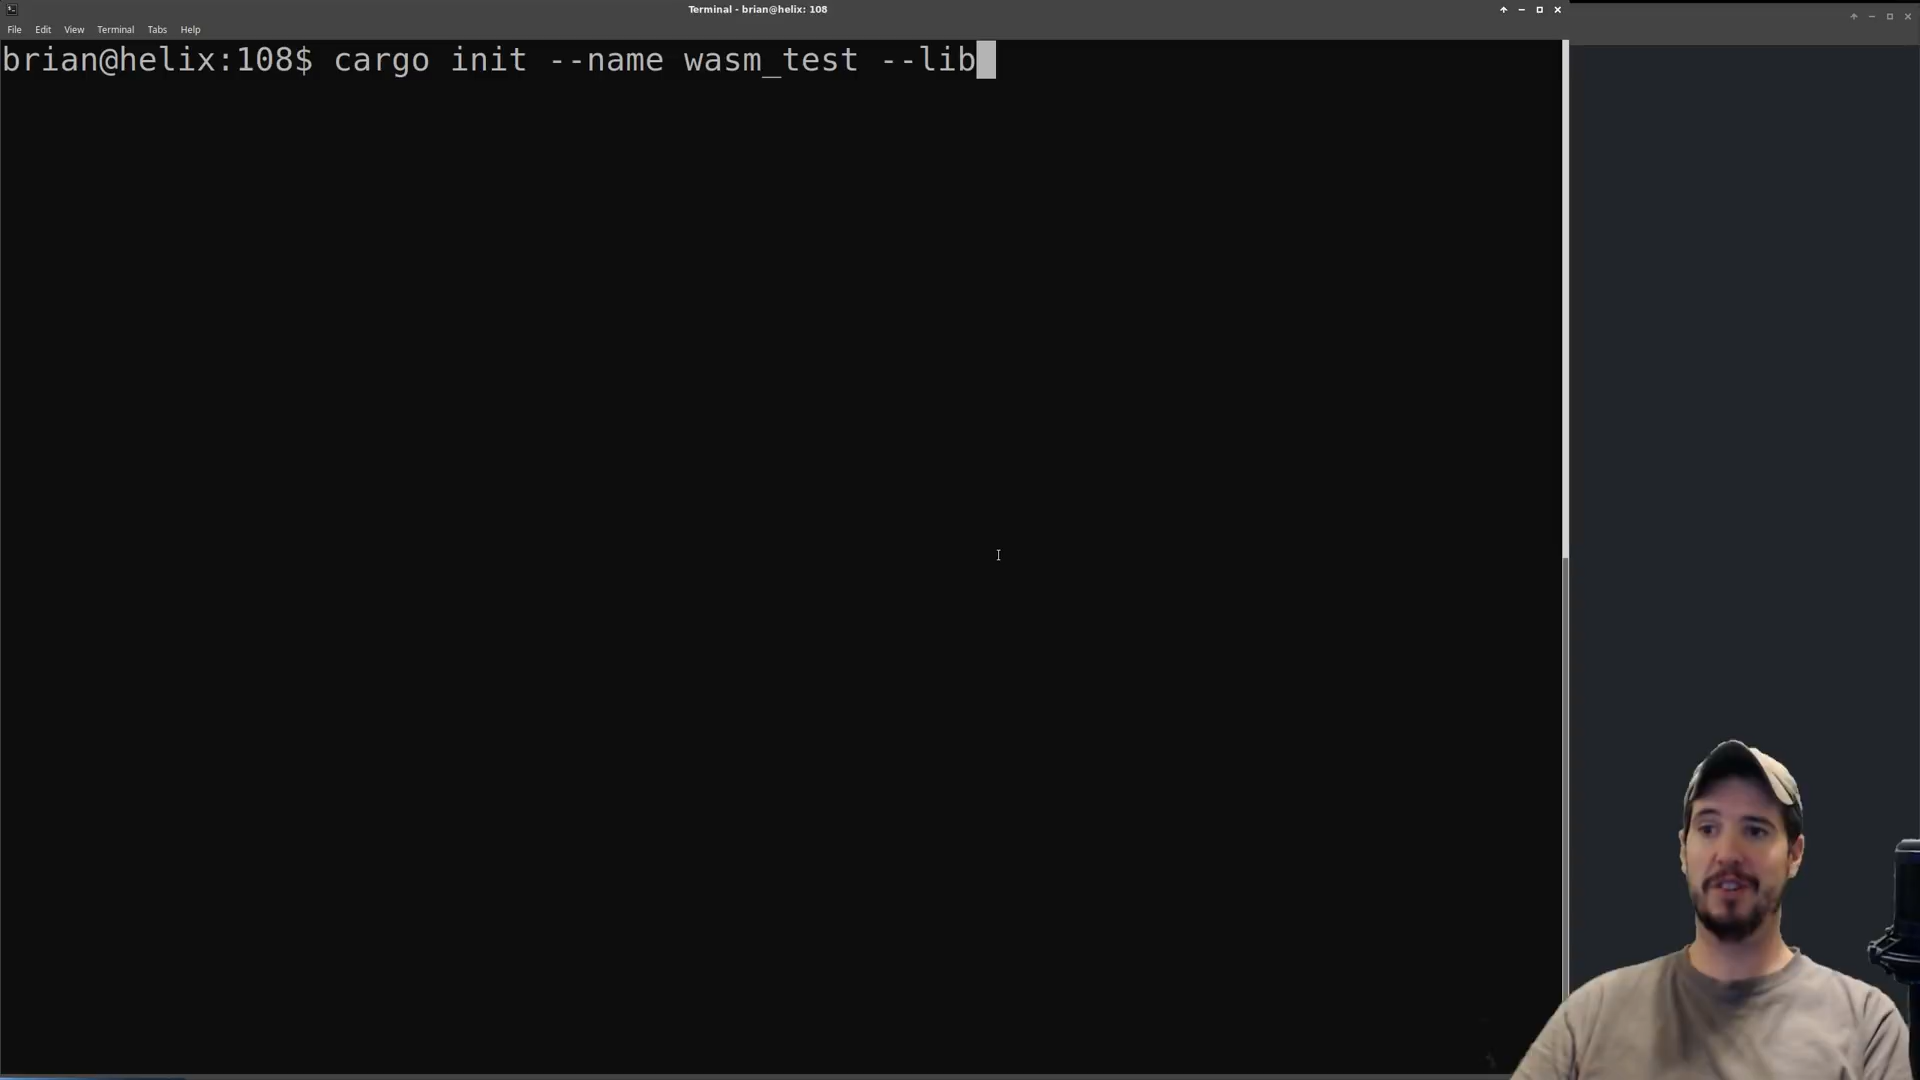 Terminal - brian@helix: 108
File Edit View Terminal Tabs Help
brian@helix:108$ cargo init --name wasm_test --lib